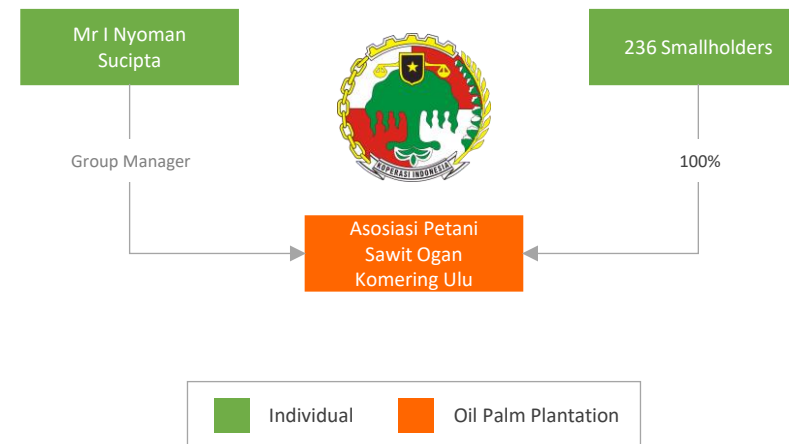 Mr I Nyoman
Sucipta
236 Smallholders
KOPERASI INDONESIA
Group Manager
100%
Asosiasi Petani
Sawit Ogan
Komering Ulu
Individual
Oil Palm Plantation